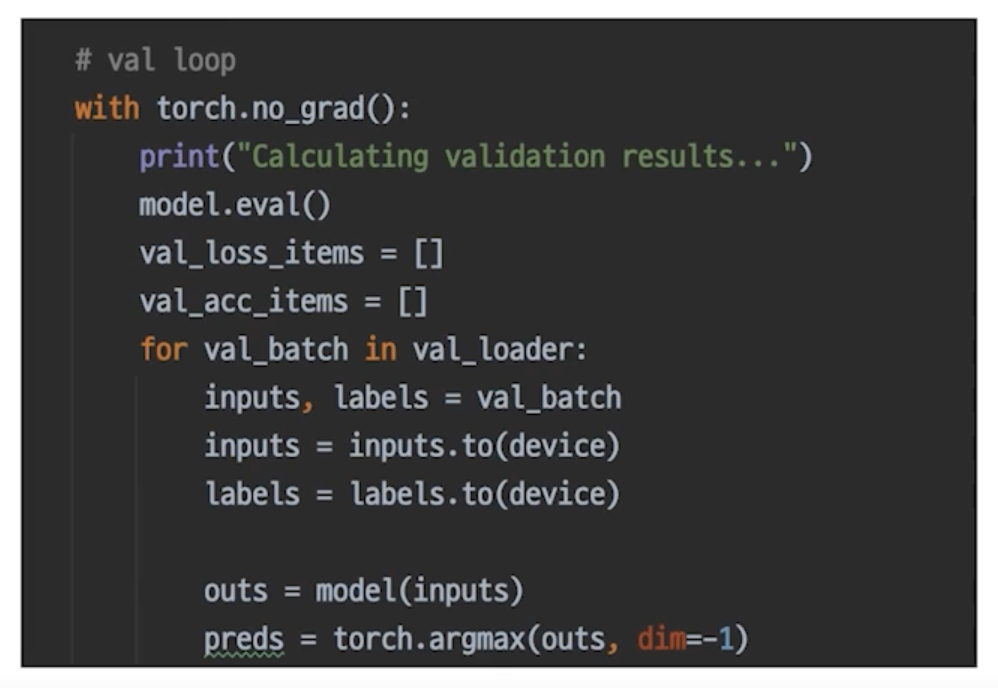 # val loop
with torch.no_grad():
    print("Calculating validation results...")
    model.eval()
    val_loss_items = []
    val_acc_items = []
    for val_batch in val_loader:
        inputs, labels = val_batch
        inputs = inputs.to(device)
        labels = labels.to(device)

        outs = model(inputs)
        preds = torch.argmax(outs, dim=-1)